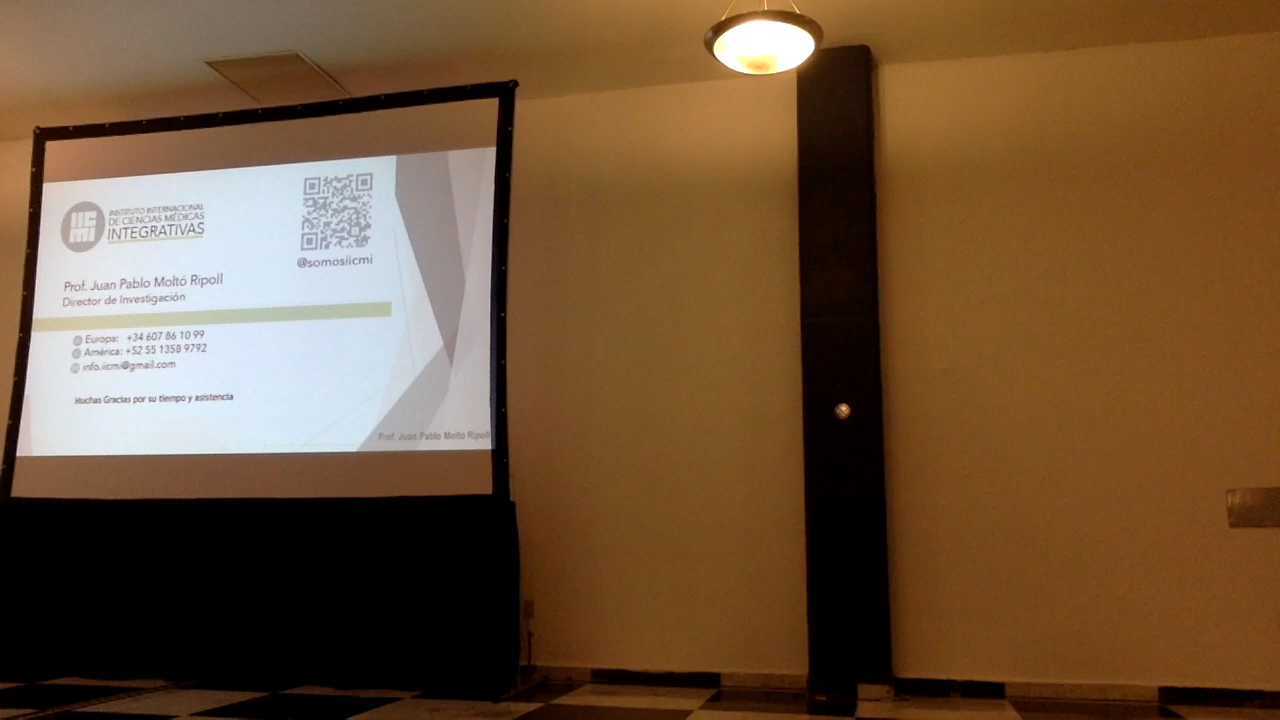 IICMI
INSTITUTO INTERNACIONAL
DE CIENCIAS MÉDICAS
INTEGRATIVAS
@somosiicmi
Prof. Juan Pablo Moltó Ripoll
Director de Investigación
Europa: +34 607 86 10 99
América: +52 55 1358 9792
info.iicmi@gmail.com
Muchas Gracias por su tiempo y asistencia
Prof. Juan Pablo Moltó Ripoll